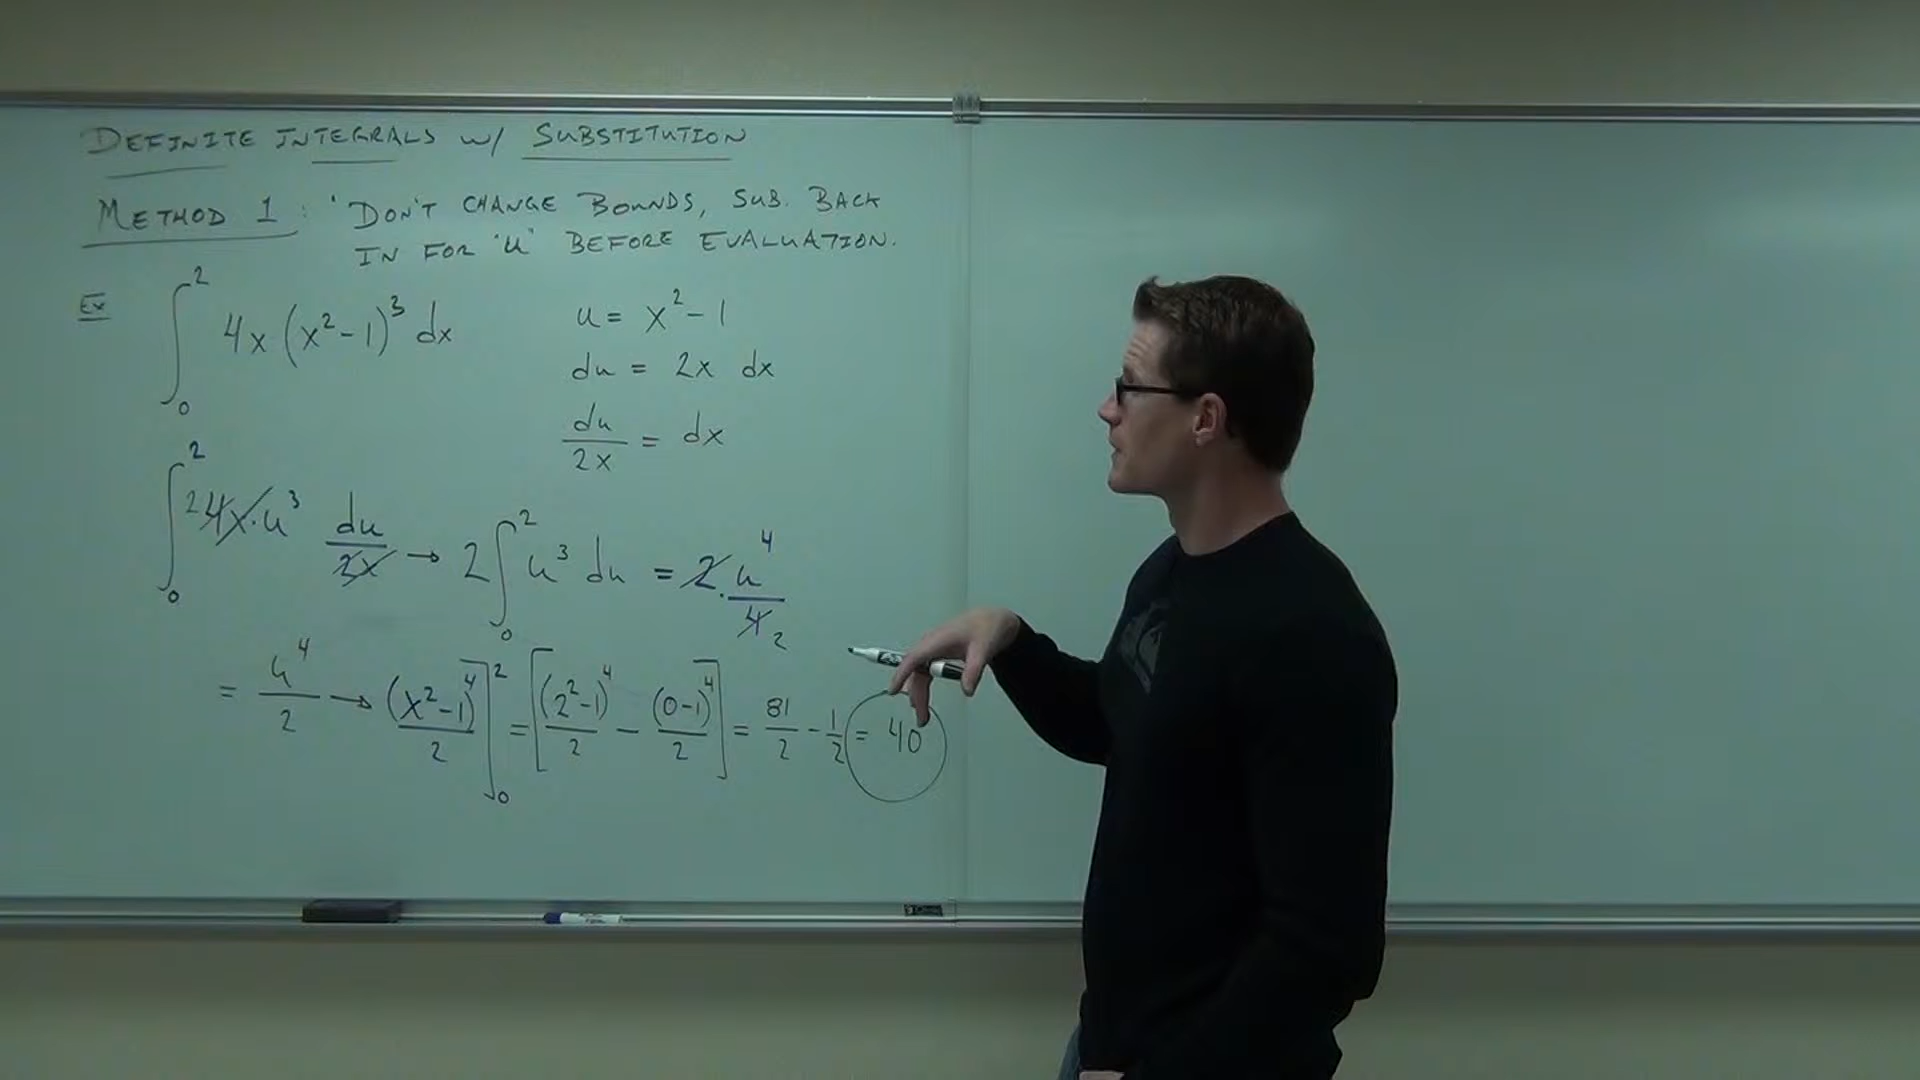 DEFINITE INTEGRALS W/ SUBSTITUTION
METHOD 1: 'DON'T CHANGE BOUNDS, SUB. BACK
IN FOR "U" BEFORE EVALUATION.
Ex ∫₀² 4x(x²-1)³ dx
u = x²-1
du = 2x dx
du/2x = dx
∫₀² 2 4x·u³ du/2x → 2∫₀² u³ du = 2·u⁴/4 2
= u⁴/2 → (x²-1)⁴/2]₀² = [(2²-1)⁴/2 - (0-1)⁴/2] = 81/2 - 1/2 = 40